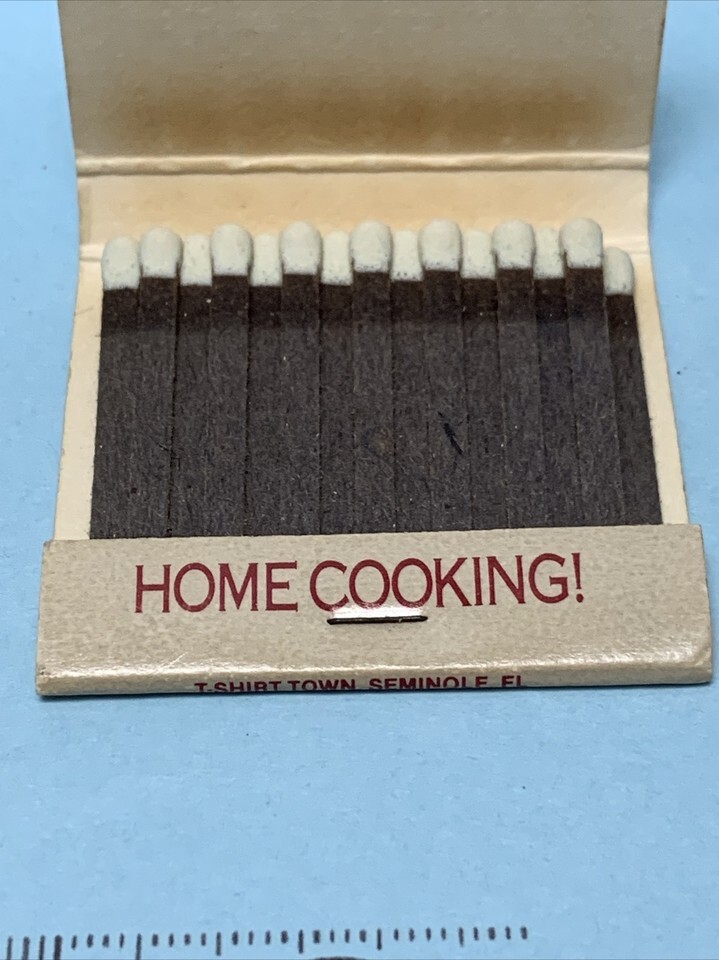 HOME COOKING!
T-SHIRT TOWN, SEMINOLE, FL